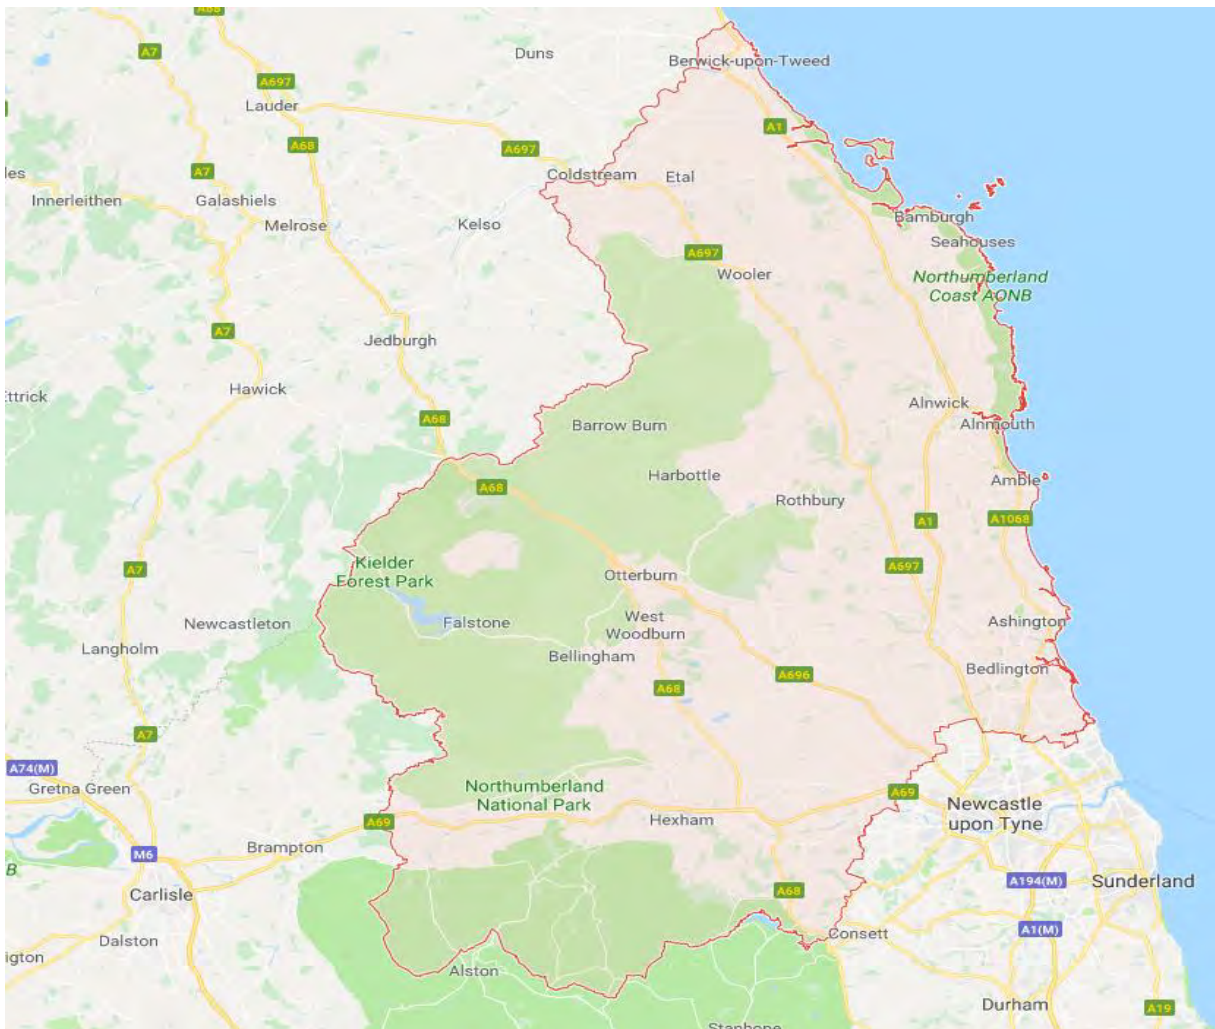 A68
A7
Duns
Berwick-upon-Tweed
A697
Lauder
A1
A68
A697
A7
les
Coldstream
Etal
Innerleithen
Galashiels
Melrose
Kelso
Bamburgh
Seahouses
A697
Wooler
Northumberland
Coast AONB
A7
Jedburgh
Hawick
Ettrick
Alnwick
A68
Barrow Burn
Alnmouth
Harbottle
Amble
A68
Rothbury
A1
A1068
A697
A7
Kielder
Forest Park
Otterburn
Newcastleton
Falstone
West
Woodburn
Ashington
Langholm
Bellingham
Bedlington
A696
A68
A7
A74(M)
Gretna Green
Northumberland
National Park
A69
Newcastle
upon Tyne
A69
Hexham
Brampton
M6
B
Carlisle
A68
A194(M)
Sunderland
A1(M)
Consett
Dalston
igton
Alston
Durham
A19
Stanhope